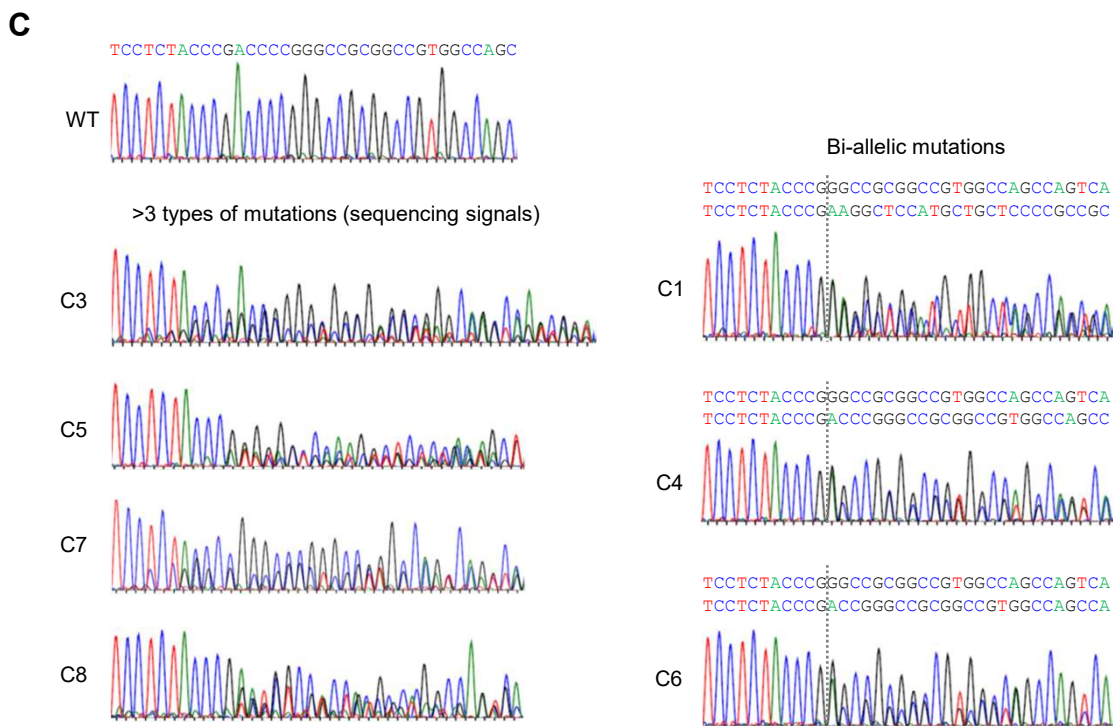 C
TCCTCTACCCGACCCCGGGCCGCGGCCGTGGCCAGC
WT
>3 types of mutations (sequencing signals)
C3
C5
C7
C8
Bi-allelic mutations
TCCTCTACCCGGGCCGCGGCCGTGGCCAGCCAGTCA
TCCTCTACCCGAAGGCTCCATGCTGCTCCCCGCCGC
C1
TCCTCTACCCGGGCCGCGGCCGTGGCCAGCCAGTCA
TCCTCTACCCGACCCGGGCCGCGGCCGTGGCCAGCC
C4
TCCTCTACCCGGGCCGCGGCCGTGGCCAGCCAGTCA
TCCTCTACCCGACCGGGCCGCGGCCGTGGCCAGCCA
C6